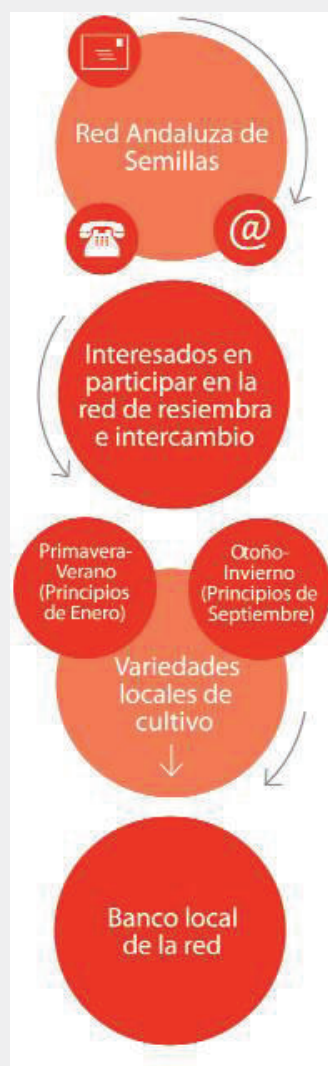 Red Andaluza de
Semillas
@
Interesados en
participar en la
red de resiembra
e intercambio
Primavera-
Verano
(Principios
de Enero)
Otoño-
Invierno
(Principios de
Septiembre)
Variedades
locales de
cultivo
Banco local
de la red